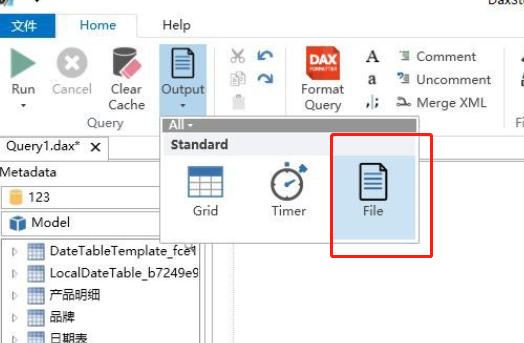 DaxSt
文件 Home Help
Run Cancel Clear Cache Output DAX FORMATTER Format Query A Comment
a Uncomment
Merge XML
Query Fi
All
Query1.dax* Standard
Metadata
123 Grid Timer File
Model
DateTableTemplate_fce1
LocalDateTable_b7249e9
产品明细
品牌
日期表